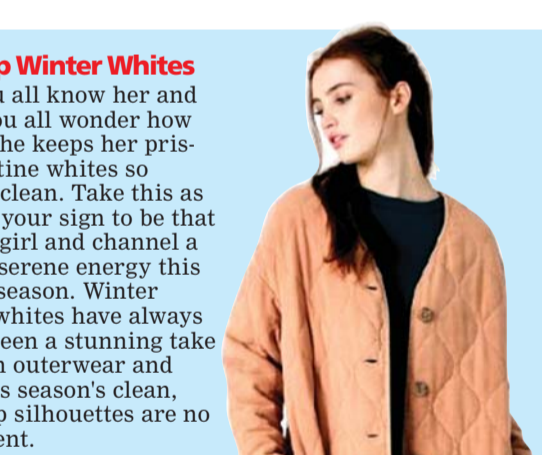 p Winter Whites
u all know her and
ou all wonder how
he keeps her pris-
tine whites so
clean. Take this as
your sign to be that
girl and channel a
serene energy this
season. Winter
whites have always
een a stunning take
n outerwear and
s season's clean,
p silhouettes are no
ent.